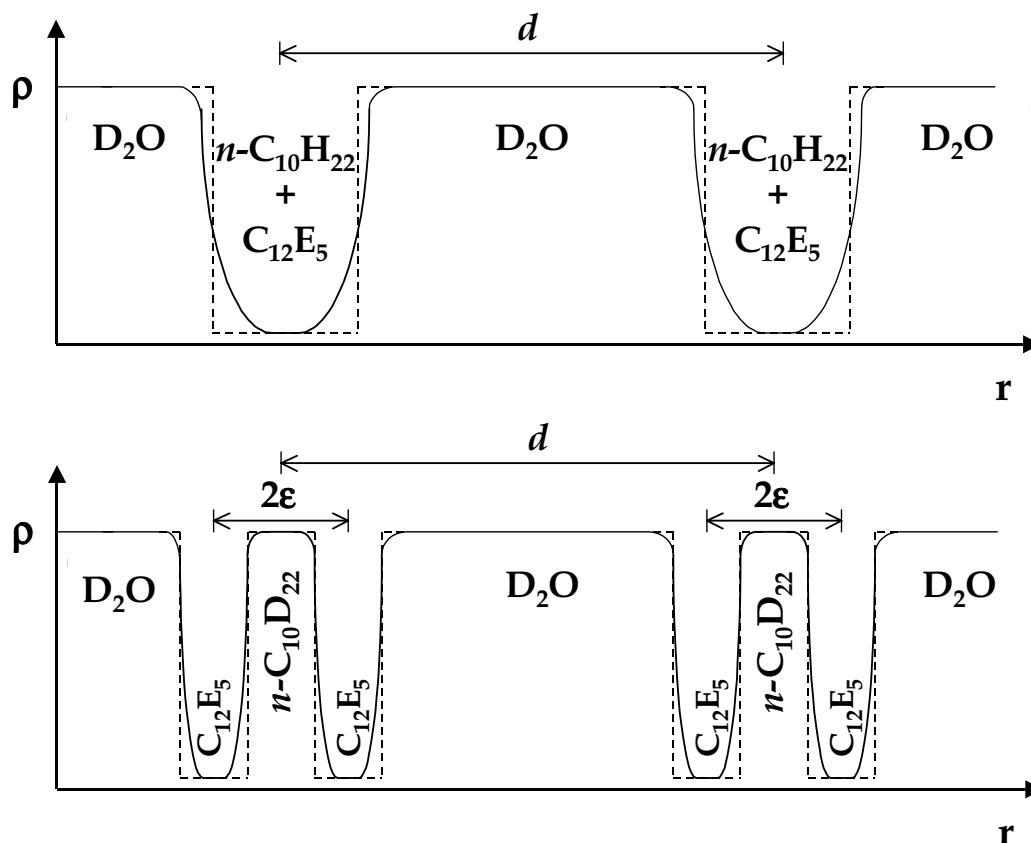 d
ρ
D₂O
n-C₁₀H₂₂
+
C₁₂E₅
D₂O
n-C₁₀H₂₂
+
C₁₂E₅
D₂O
r
d
2ε
2ε
ρ
D₂O
C₁₂E₅
n-C₁₀D₂₂
C₁₂E₅
D₂O
C₁₂E₅
n-C₁₀D₂₂
C₁₂E₅
D₂O
r